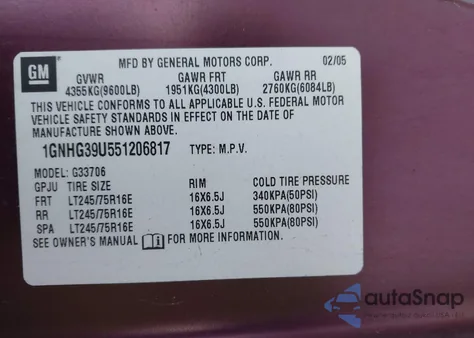 GM
MFD BY GENERAL MOTORS CORP. 02/05
GVWR GAWR FRT GAWR RR
4355KG(9600LB) 1951KG(4300LB) 2760KG(6084LB)
THIS VEHICLE CONFORMS TO ALL APPLICABLE U.S. FEDERAL MOTOR
VEHICLE SAFETY STANDARDS IN EFFECT ON THE DATE OF
MANUFACTURE SHOWN ABOVE.
1GNHG39U551206817 TYPE: M.P.V.
MODEL: G33706
GPJU TIRE SIZE RIM COLD TIRE PRESSURE
FRT LT245/75R16E 16X6.5J 340KPA(50PSI)
RR LT245/75R16E 16X6.5J 550KPA(80PSI)
SPA LT245/75R16E 16X6.5J 550KPA(80PSI)
SEE OWNER'S MANUAL FOR MORE INFORMATION.
autoSnap